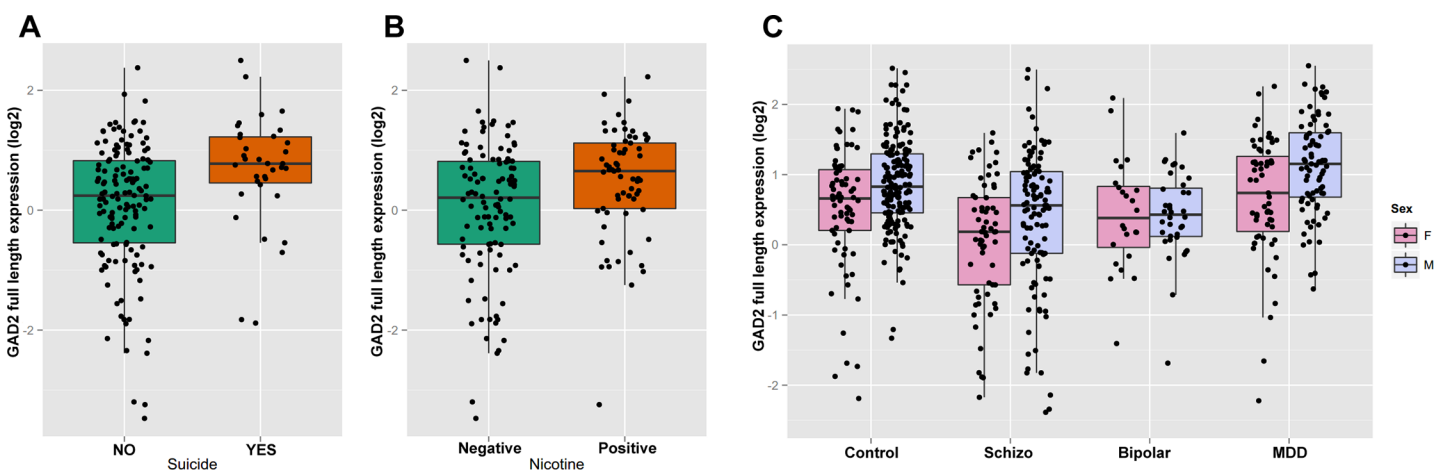 A
GAD2 full length expression (log2)
2
0
-2
NO
YES
Suicide
B
GAD2 full length expression (log2)
2
0
-2
Negative
Positive
Nicotine
C
GAD2 full length expression (log2)
2
1
0
-1
-2
Control
Schizo
Bipolar
MDD
Sex
F
M